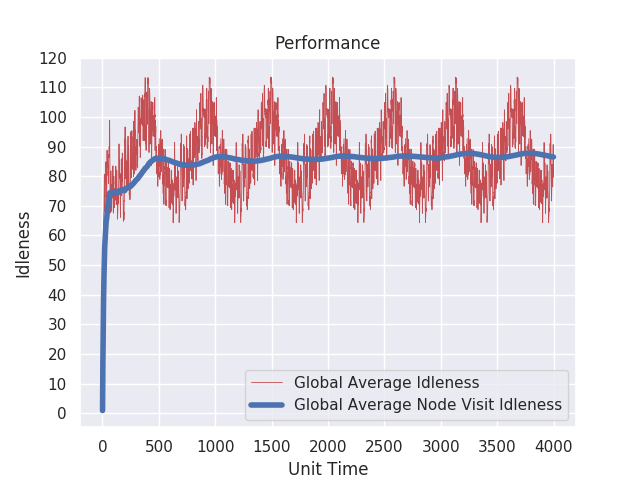 Performance
Idleness
120
110
100
90
80
70
60
50
40
30
20
10
0
Global Average Idleness
Global Average Node Visit Idleness
0 500 1000 1500 2000 2500 3000 3500 4000
Unit Time